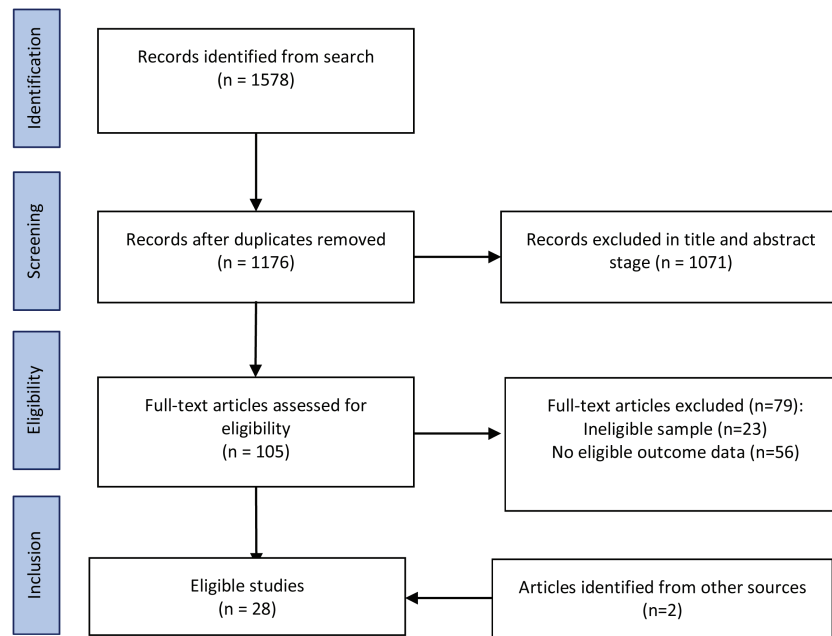 Identification
Records identified from search
(n = 1578)
Screening
Records after duplicates removed
(n = 1176)
Records excluded in title and abstract
stage (n = 1071)
Eligibility
Full-text articles assessed for
eligibility
(n = 105)
Full-text articles excluded (n=79):
Ineligible sample (n=23)
No eligible outcome data (n=56)
Inclusion
Eligible studies
(n = 28)
Articles identified from other sources
(n=2)